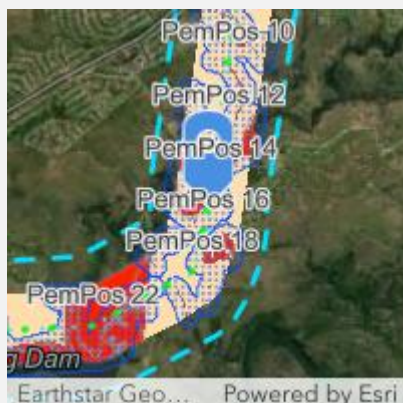 PemPos 10
PemPos 12
PemPos 14
PemPos 16
PemPos 18
PemPos 22
g Dam
Earthstar Geo... Powered by Esri